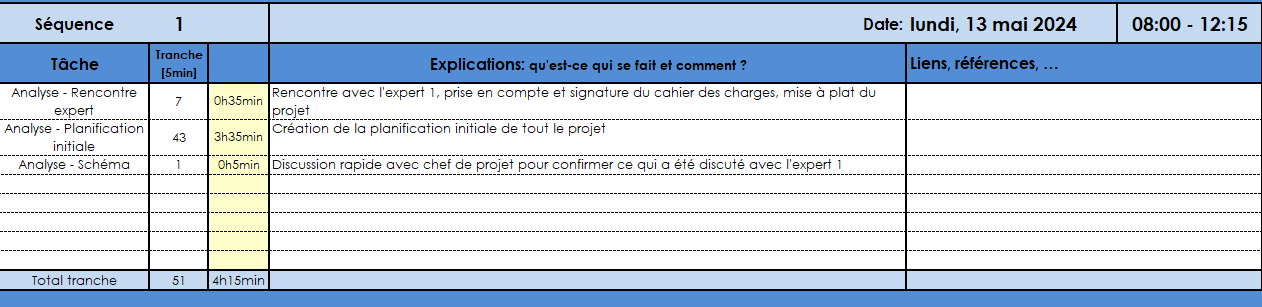 Séquence 1 Date: lundi, 13 mai 2024 08:00 - 12:15
Tâche Tranche [5min] Explications: qu'est-ce qui se fait et comment ? Liens, références, …
Analyse - Rencontre expert 7 0h35min Rencontre avec l'expert 1, prise en compte et signature du cahier des charges, mise à plat du projet
Analyse - Planification initiale 43 3h35min Création de la planification initiale de tout le projet
Analyse - Schéma 1 0h5min Discussion rapide avec chef de projet pour confirmer ce qui a été discuté avec l'expert 1
Total tranche 51 4h15min